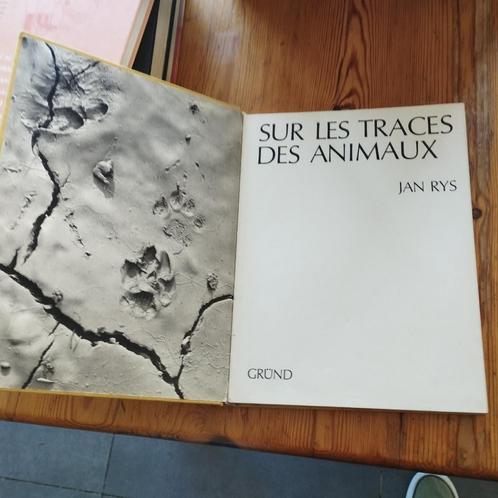 SUR LES TRACES
DES ANIMAUX
JAN RYS
GRÜND